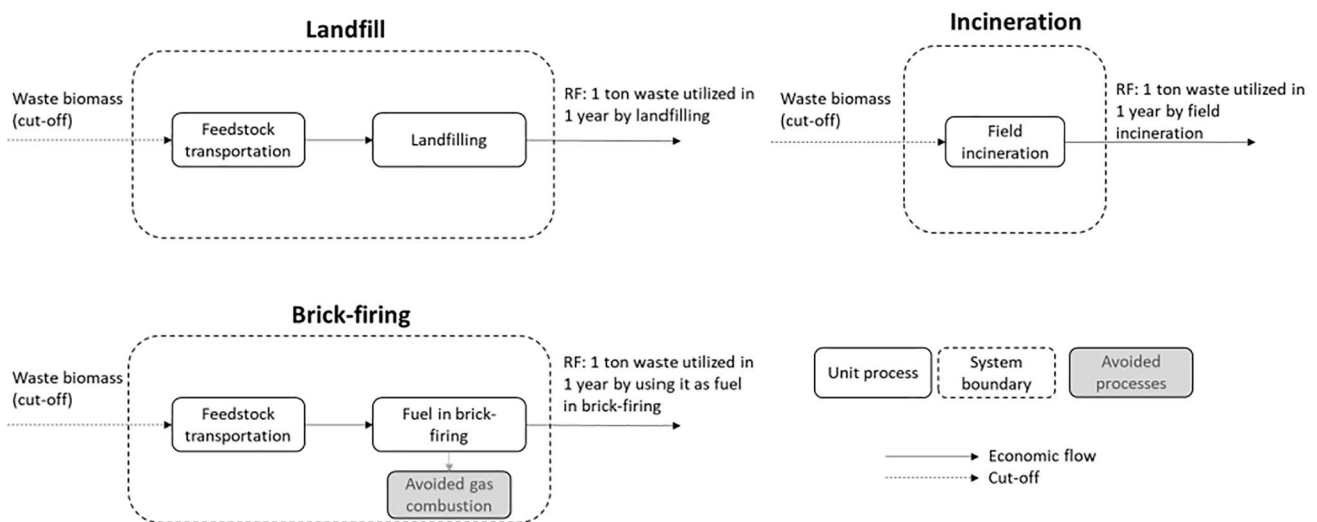 Landfill
Waste biomass
(cut-off)
Feedstock
transportation
Landfilling
RF: 1 ton waste utilized in
1 year by landfilling
Incineration
Waste biomass
(cut-off)
Field
incineration
RF: 1 ton waste utilized in
1 year by field
incineration
Brick-firing
Waste biomass
(cut-off)
Feedstock
transportation
Fuel in brick-
firing
Avoided gas
combustion
RF: 1 ton waste utilized in
1 year by using it as fuel
in brick-firing
Unit process
System
boundary
Avoided
processes
Economic flow
Cut-off